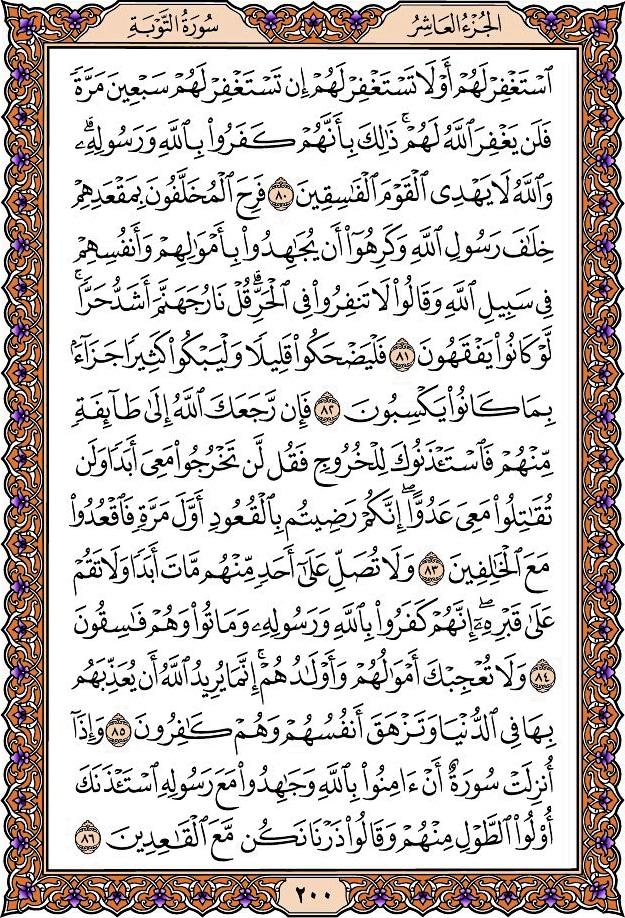 الجُزْءُ العَاشِرُ
سُورَةُ التَّوْبَةِ
ٱسْتَغْفِرْ لَهُمْ أَوْ لَا تَسْتَغْفِرْ لَهُمْ إِن تَسْتَغْفِرْ لَهُمْ سَبْعِينَ مَرَّةً
فَلَن يَغْفِرَ ٱللَّهُ لَهُمْ ۚ ذَٰلِكَ بِأَنَّهُمْ كَفَرُوا۟ بِٱللَّهِ وَرَسُولِهِۦ ۗ
وَٱللَّهُ لَا يَهْدِى ٱلْقَوْمَ ٱلْفَٰسِقِينَ ٨٠ فَرِحَ ٱلْمُخَلَّفُونَ بِمَقْعَدِهِمْ
خِلَٰفَ رَسُولِ ٱللَّهِ وَكَرِهُوٓا۟ أَن يُجَٰهِدُوا۟ بِأَمْوَٰلِهِمْ وَأَنفُسِهِمْ
فِى سَبِيلِ ٱللَّهِ وَقَالُوا۟ لَا تَنفِرُوا۟ فِى ٱلْحَرِّ ۗ قُلْ نَارُ جَهَنَّمَ أَشَدُّ حَرًّا ۚ
لَّوْ كَانُوا۟ يَفْقَهُونَ ٨١ فَلْيَضْحَكُوا۟ قَلِيلًا وَلْيَبْكُوا۟ كَثِيرًا جَزَآءًۢ
بِمَا كَانُوا۟ يَكْسِبُونَ ٨٢ فَإِن رَّجَعَكَ ٱللَّهُ إِلَىٰ طَآئِفَةٍ
مِّنْهُمْ فَٱسْتَـْٔذَنُوكَ لِلْخُرُوجِ فَقُل لَّن تَخْرُجُوا۟ مَعِىَ أَبَدًا وَلَن
تُقَٰتِلُوا۟ مَعِىَ عَدُوًّا ۖ إِنَّكُمْ رَضِيتُم بِٱلْقُعُودِ أَوَّلَ مَرَّةٍ فَٱقْعُدُوا۟
مَعَ ٱلْخَٰلِفِينَ ٨٣ وَلَا تُصَلِّ عَلَىٰٓ أَحَدٍ مِّنْهُم مَّاتَ أَبَدًا وَلَا تَقُمْ
عَلَىٰ قَبْرِهِۦٓ ۖ إِنَّهُمْ كَفَرُوا۟ بِٱللَّهِ وَرَسُولِهِۦ وَمَاتُوا۟ وَهُمْ فَٰسِقُونَ
٨٤ وَلَا تُعْجِبْكَ أَمْوَٰلُهُمْ وَأَوْلَٰدُهُمْ ۚ إِنَّمَا يُرِيدُ ٱللَّهُ أَن يُعَذِّبَهُم
بِهَا فِى ٱلدُّنْيَا وَتَزْهَقَ أَنفُسُهُمْ وَهُمْ كَٰفِرُونَ ٨٥ وَإِذَآ
أُنزِلَتْ سُورَةٌ أَنْ ءَامِنُوا۟ بِٱللَّهِ وَجَٰهِدُوا۟ مَعَ رَسُولِهِ ٱسْتَـْٔذَنَكَ
أُو۟لُوا۟ ٱلطَّوْلِ مِنْهُمْ وَقَالُوا۟ ذَرْنَا نَكُن مَّعَ ٱلْقَٰعِدِينَ ٨٦
٢٠٠